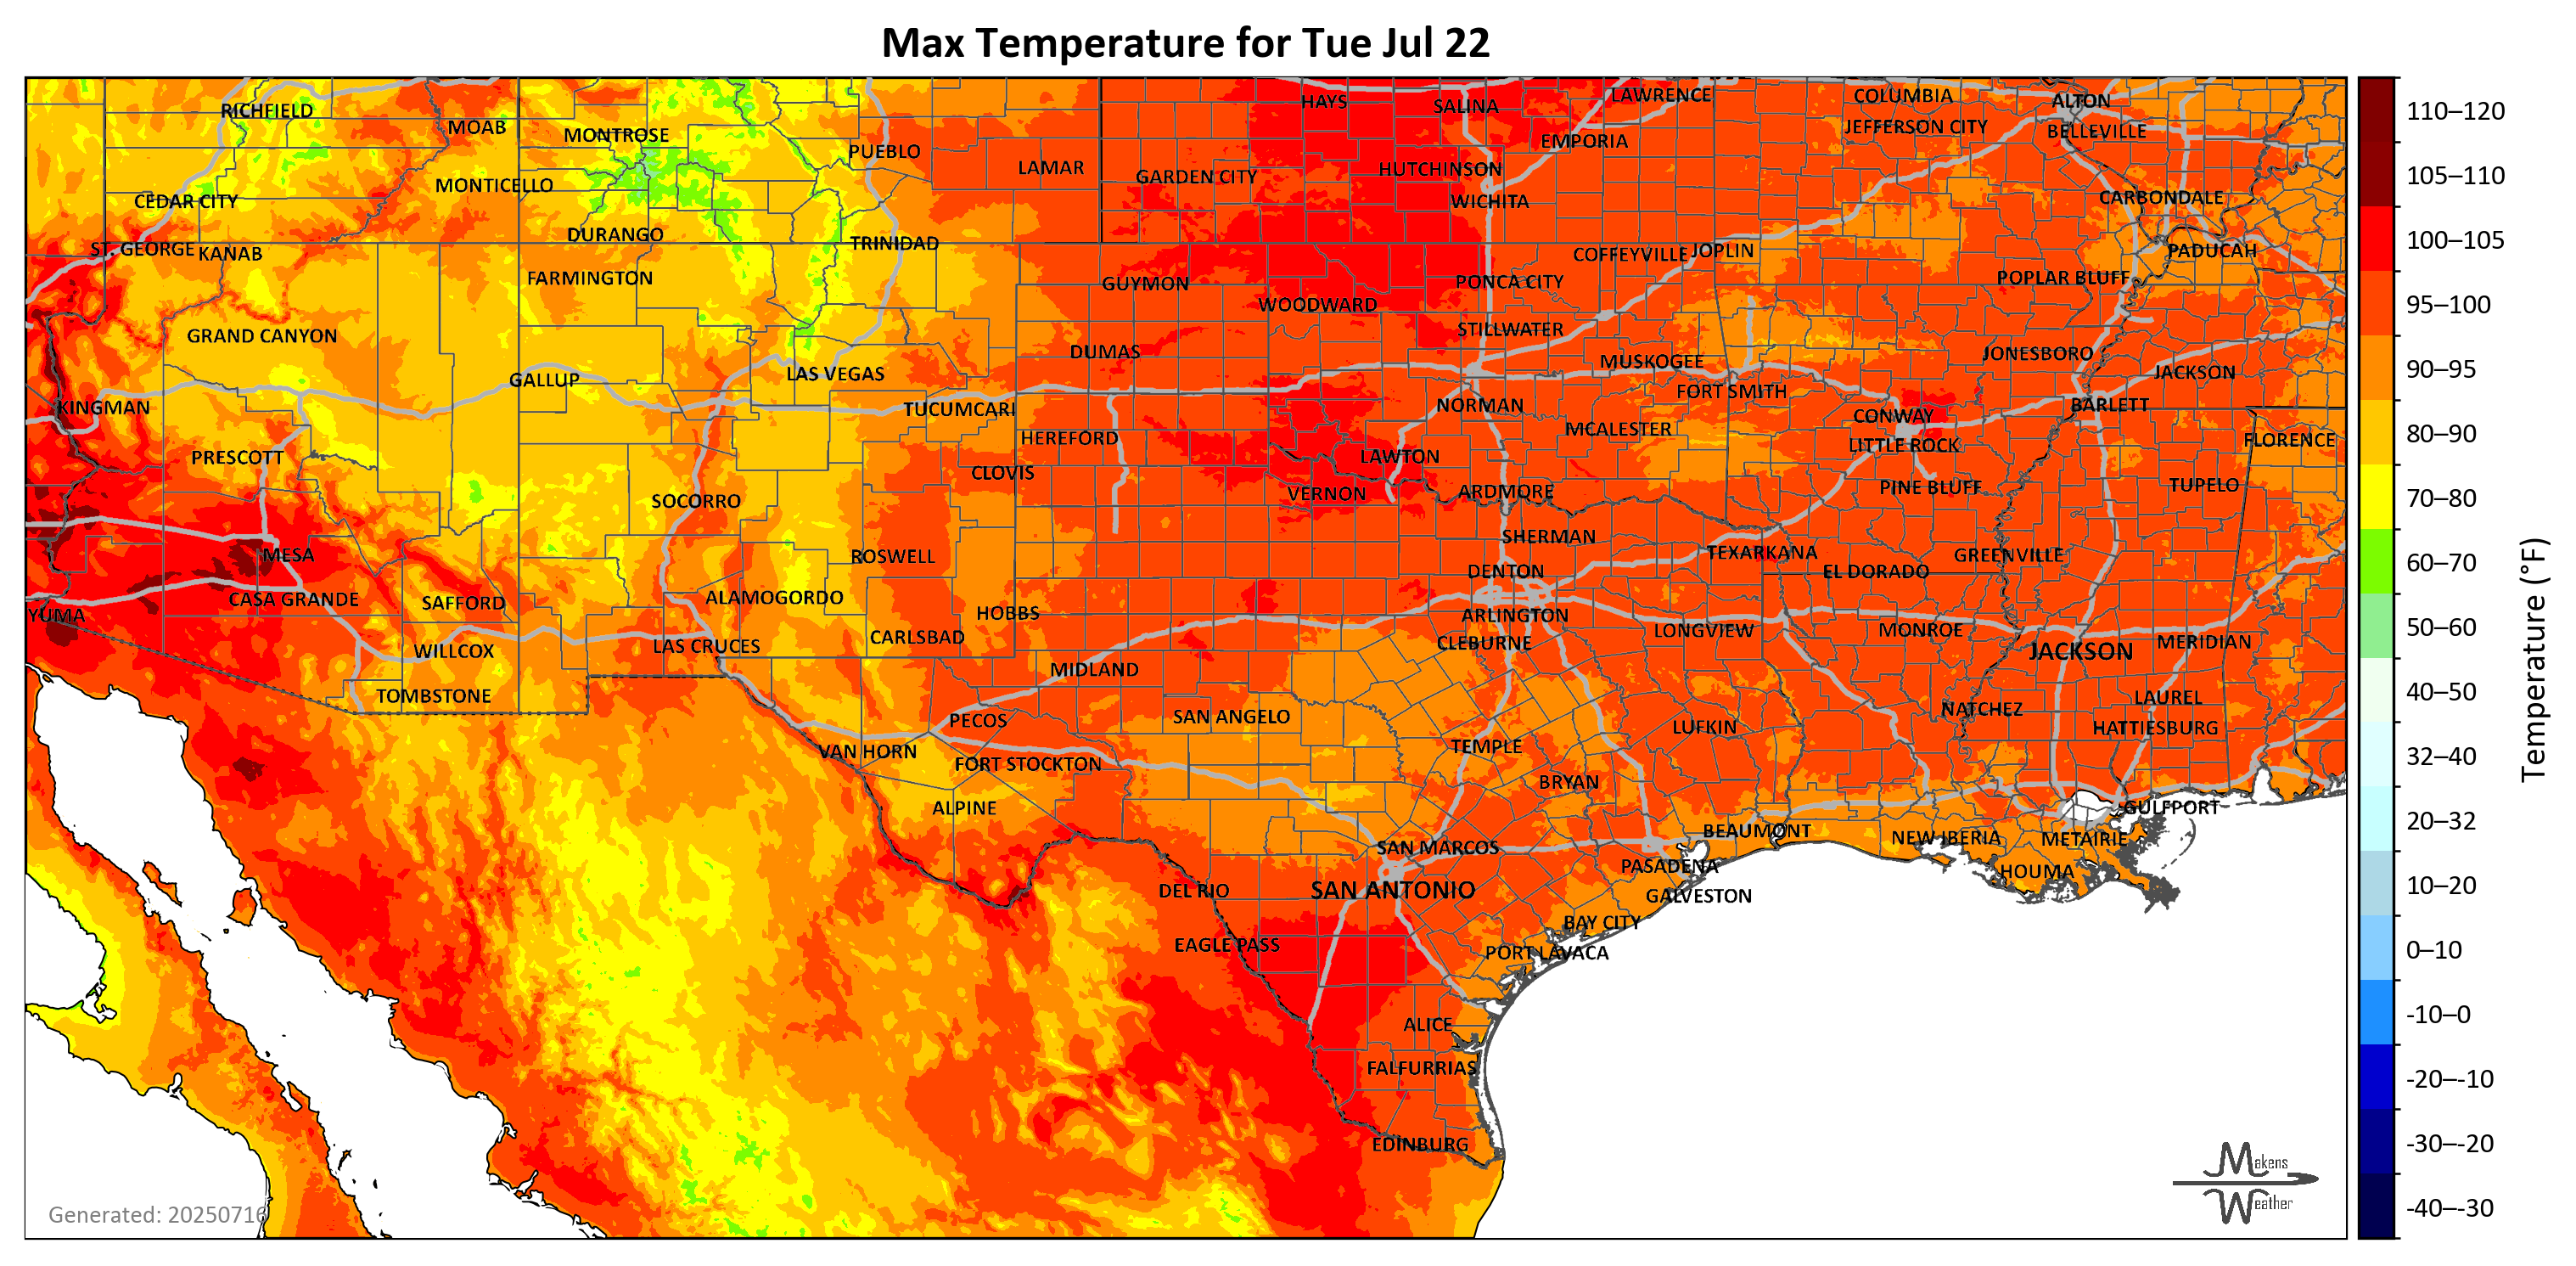 Max Temperature for Tue Jul 22
RICHFIELD
MOAB
MONTROSE
PUEBLO
LAMAR
HAYS
SALINA
LAWRENCE
COLUMBIA
ALTON
GARDEN CITY
HUTCHINSON
EMPORIA
JEFFERSON CITY
BELLEVILLE
CEDAR CITY
MONTICELLO
WICHITA
CARBONDALE
ST. GEORGE
KANAB
DURANGO
TRINIDAD
COFFEYVILLE
JOPLIN
PADUCAH
FARMINGTON
GUYMON
WOODWARD
PONCA CITY
POPLAR BLUFF
GRAND CANYON
DUMAS
STILLWATER
MUSKOGEE
JONESBORO
JACKSON
GALLUP
LAS VEGAS
FORT SMITH
KINGMAN
TUCUMCARI
NORMAN
CONWAY
BARLETT
HEREFORD
MCALESTER
LITTLE ROCK
FLORENCE
PRESCOTT
CLOVIS
LAWTON
SOCORRO
VERNON
ARDMORE
PINE BLUFF
TUPELO
MESA
ROSWELL
SHERMAN
TEXARKANA
GREENVILLE
CASA GRANDE
SAFFORD
ALAMOGORDO
DENTON
EL DORADO
YUMA
HOBBS
ARLINGTON
WILLCOX
LAS CRUCES
CARLSBAD
CLEBURNE
LONGVIEW
MONROE
JACKSON
MERIDIAN
TOMBSTONE
MIDLAND
LAUREL
PECOS
SAN ANGELO
LUFKIN
NATCHEZ
HATTIESBURG
VAN HORN
FORT STOCKTON
TEMPLE
ALPINE
BRYAN
GULFPORT
SAN MARCOS
BEAUMONT
NEW IBERIA
METAIRIE
DEL RIO
SAN ANTONIO
PASADENA
HOUMA
GALVESTON
EAGLE PASS
BAY CITY
PORT LAVACA
ALICE
FALFURRIAS
EDINBURG
Generated: 20250716
Makens
Weather
110–120
105–110
100–105
95–100
90–95
80–90
70–80
60–70
50–60
40–50
32–40
20–32
10–20
0–10
-10–0
-20–-10
-30–-20
-40–-30
Temperature (°F)